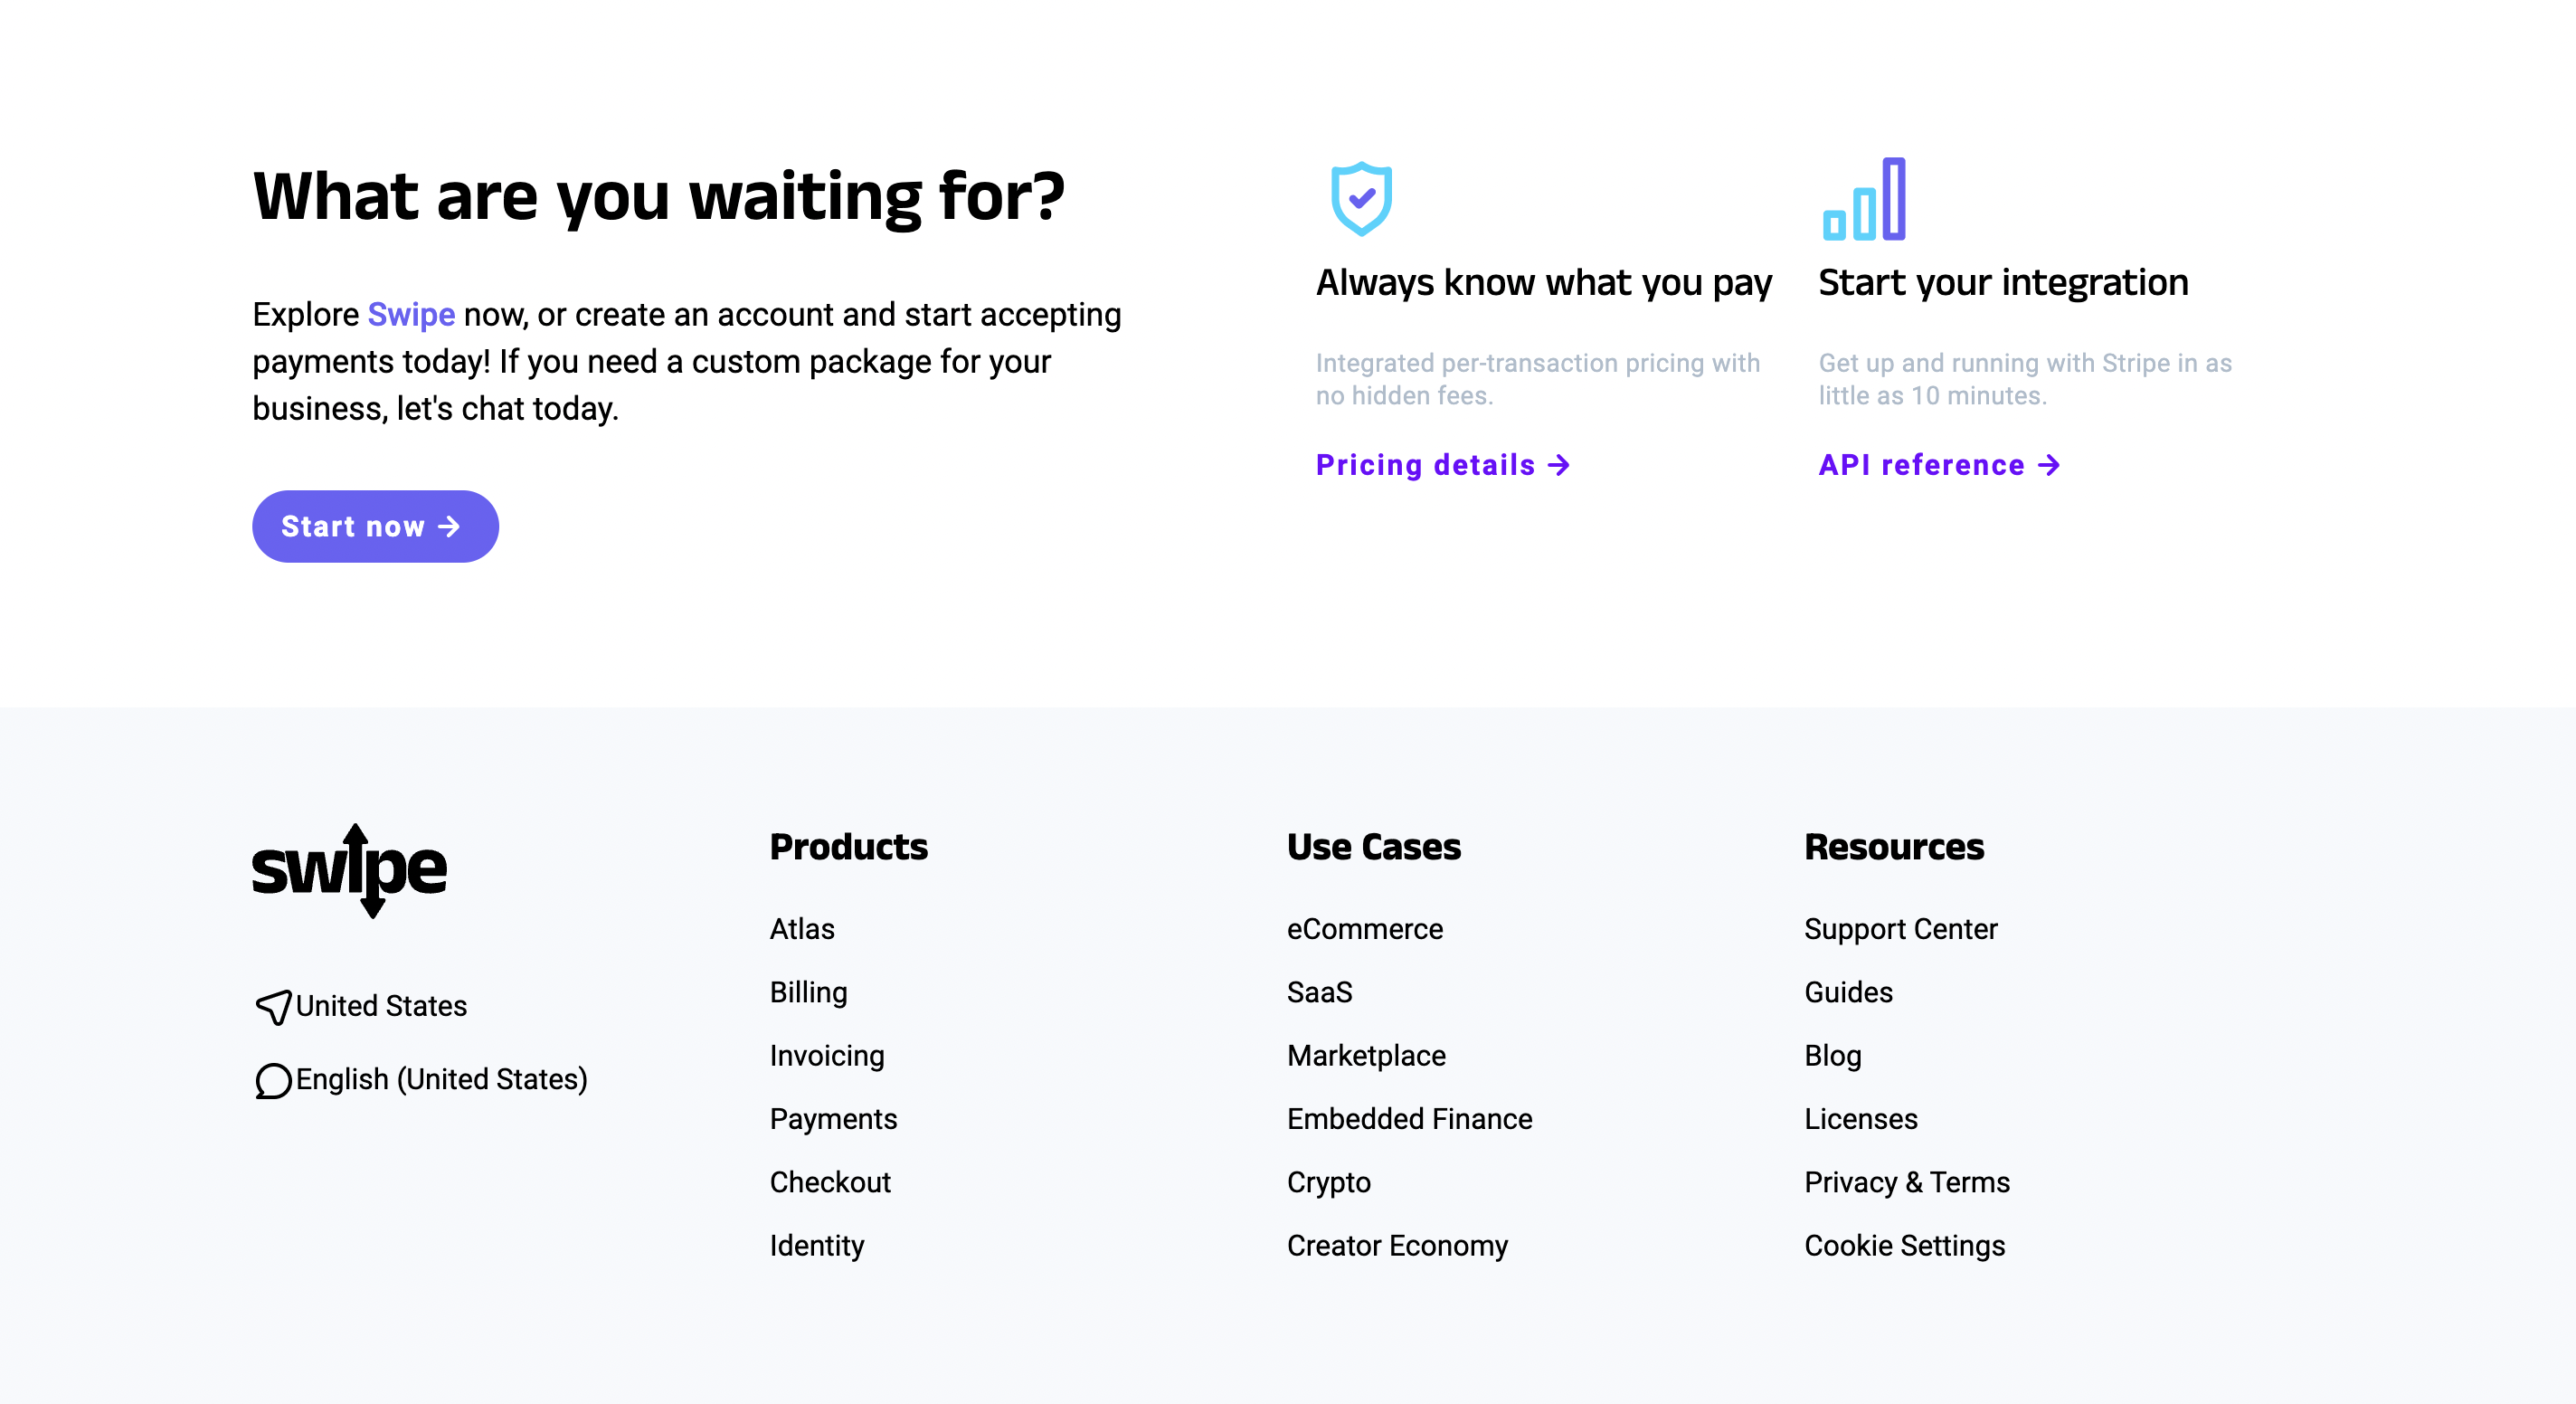 What are you waiting for?
Explore Swipe now, or create an account and start accepting
payments today! If you need a custom package for your
business, let's chat today.
Start now →
Always know what you pay
Integrated per-transaction pricing with
no hidden fees.
Pricing details →
Start your integration
Get up and running with Stripe in as
little as 10 minutes.
API reference →
swipe
United States
English (United States)
Products
Atlas
Billing
Invoicing
Payments
Checkout
Identity
Use Cases
eCommerce
SaaS
Marketplace
Embedded Finance
Crypto
Creator Economy
Resources
Support Center
Guides
Blog
Licenses
Privacy & Terms
Cookie Settings